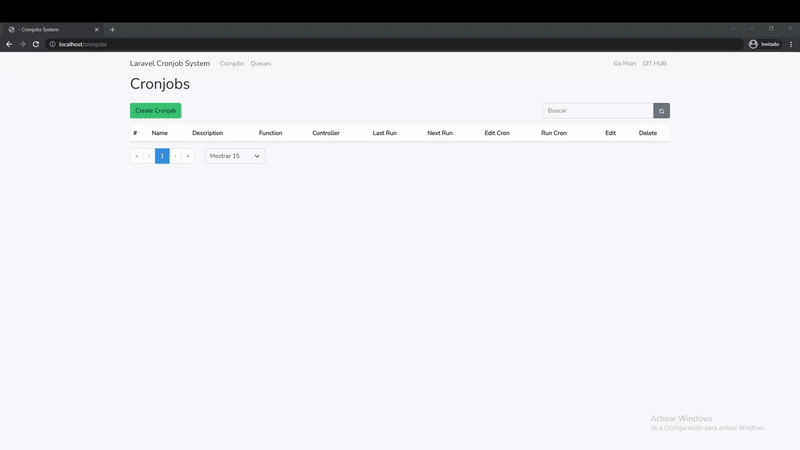 - Cronjobs System
localhost/cronjobs
Invitado
Laravel Cronjob System Cronjobs Queues Go Main GIT HUB
Cronjobs
Create Cronjob Buscar
# Name Description Function Controller Last Run Next Run Edit Cron Run Cron Edit Delete
« ‹ 1 › » Mostrar 15
Activar Windows
Ve a Configuración para activar Windows.